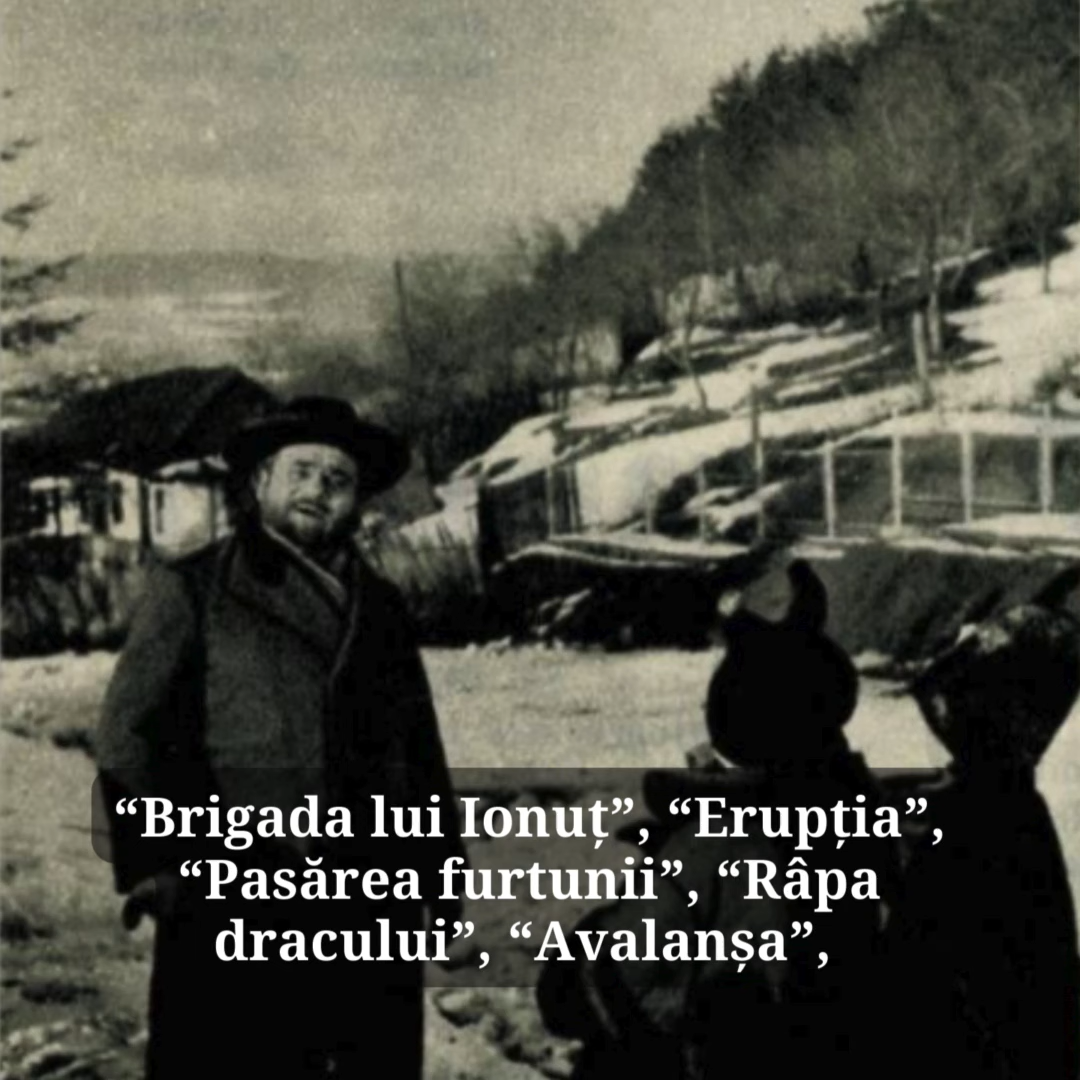 “Brigada lui Ionuț”, “Erupția”,
“Pasărea furtunii”, “Râpa
dracului”, “Avalanșa”,